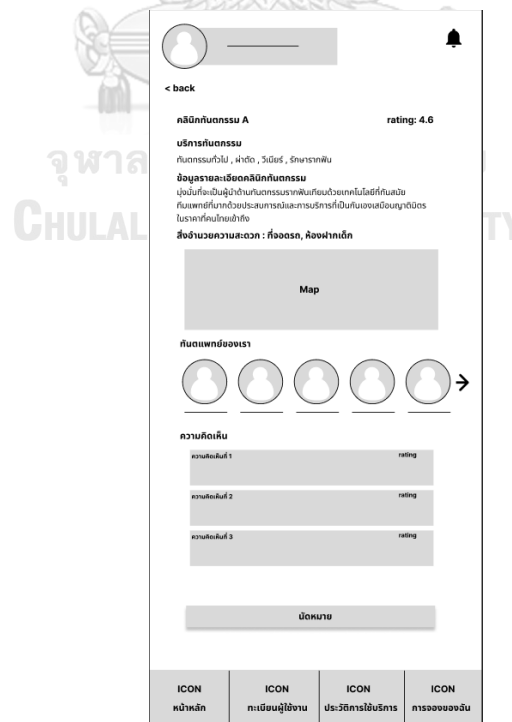 < back
คลินิกทันตกรรม A rating: 4.6
บริการทันตกรรม
ทันตกรรมทั่วไป , ผ่าตัด , วีเนียร์ , รักษารากฟัน
ข้อมูลรายละเอียดคลินิกทันตกรรม
มุ่งมั่นที่จะเป็นผู้นำด้านทันตกรรมรากฟันเทียมด้วยเทคโนโลยีที่ทันสมัย
ทีมแพทย์ที่มากด้วยประสบการณ์และการบริการที่เป็นกันเองเสมือนญาติมิตร
ในราคาที่คนไทยเข้าถึง
สิ่งอำนวยความสะดวก : ที่จอดรถ, ห้องฝากเด็ก
จุฬาล
CHULAL
TY
Map
ทันตแพทย์ของเรา
ความคิดเห็น
ความคิดเห็นที่ 1 rating
ความคิดเห็นที่ 2 rating
ความคิดเห็นที่ 3 rating
นัดหมาย
ICON ICON ICON ICON
หน้าหลัก ทะเบียนผู้ใช้งาน ประวัติการใช้บริการ การจองของฉัน